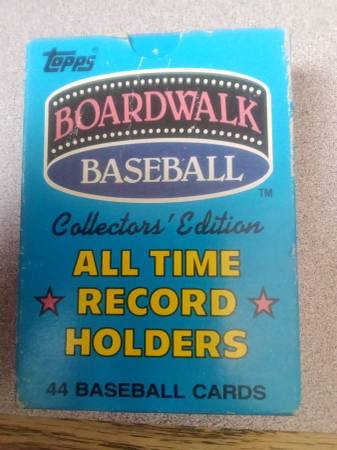 Topps
BOARDWALK
BASEBALL
TM
Collectors' Edition
ALL TIME
RECORD
HOLDERS
44 BASEBALL CARDS